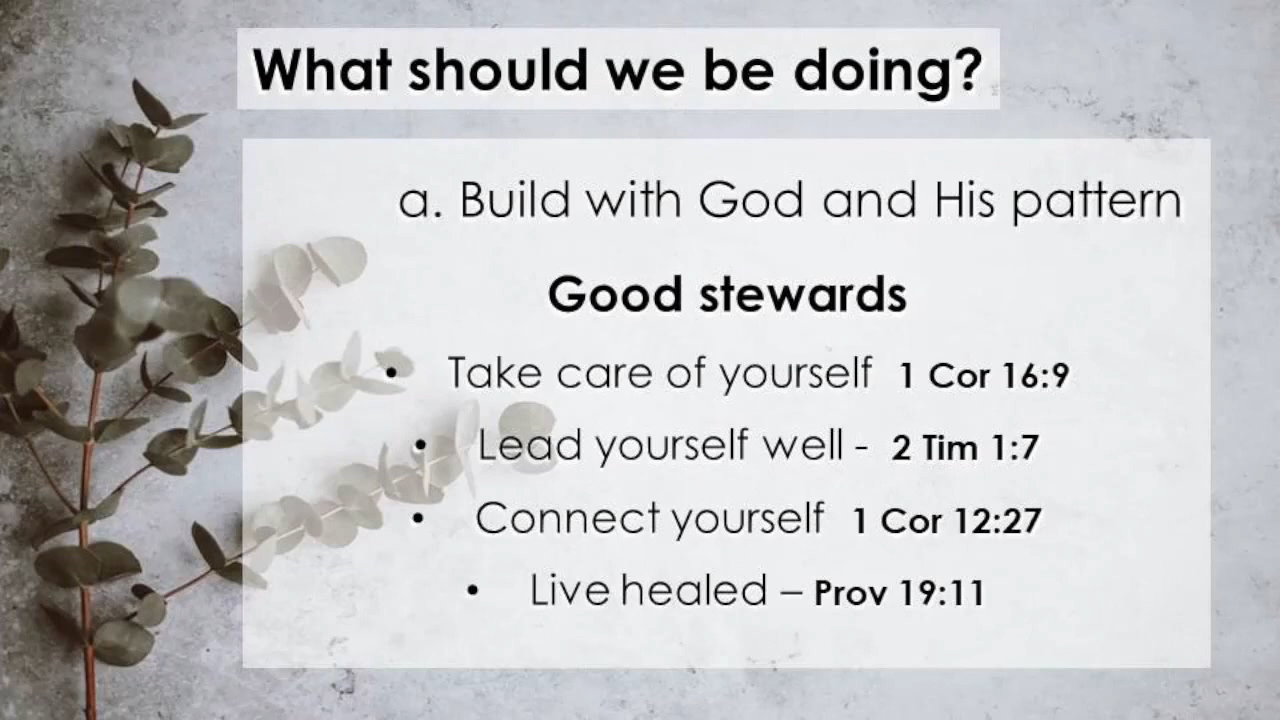 What should we be doing?
a. Build with God and His pattern
Good stewards
• Take care of yourself 1 Cor 16:9
• Lead yourself well - 2 Tim 1:7
• Connect yourself 1 Cor 12:27
• Live healed – Prov 19:11